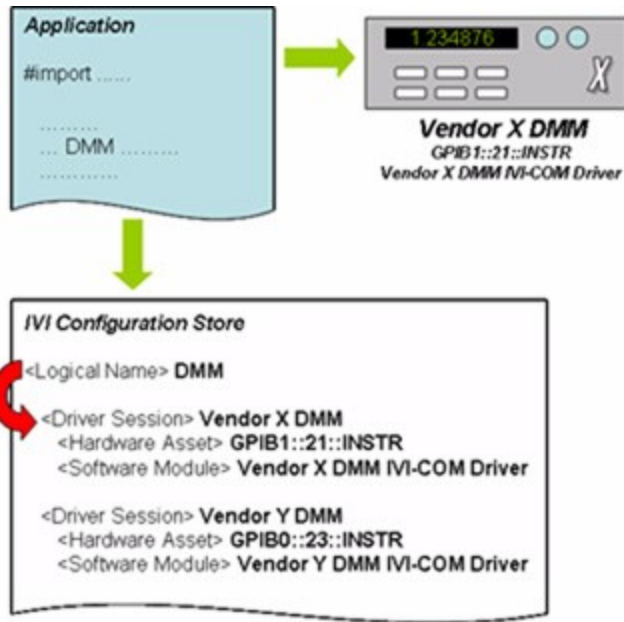 Application
#import ......
.........
... DMM .........
............
1.234876
X
Vendor X DMM
GPIB1::21::INSTR
Vendor X DMM IVI-COM Driver
IVI Configuration Store
<Logical Name> DMM
<Driver Session> Vendor X DMM
<Hardware Asset> GPIB1::21::INSTR
<Software Module> Vendor X DMM IVI-COM Driver
<Driver Session> Vendor Y DMM
<Hardware Asset> GPIB0::23::INSTR
<Software Module> Vendor Y DMM IVI-COM Driver